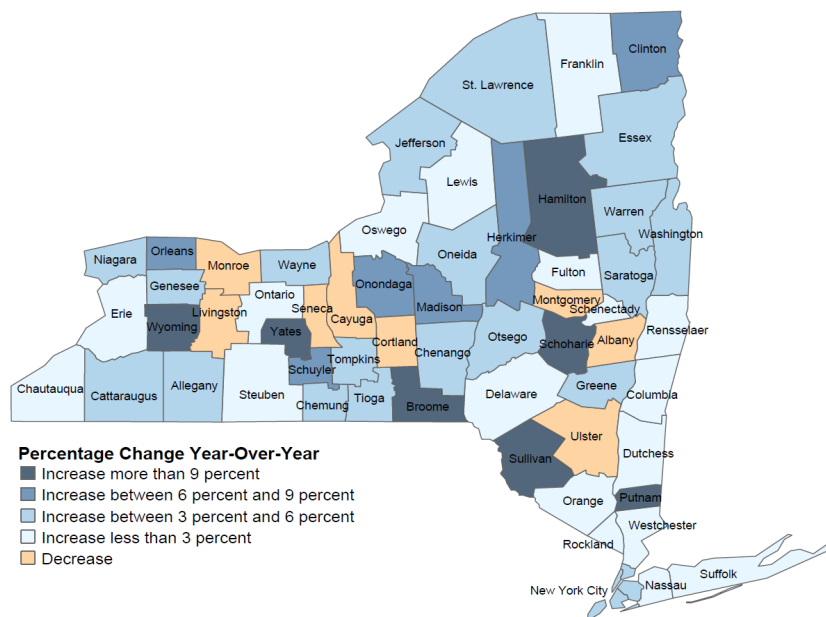 Clinton
Franklin
St. Lawrence
Essex
Jefferson
Lewis
Hamilton
Warren
Washington
Oswego
Herkimer
Oneida
Orleans
Niagara
Monroe
Wayne
Fulton
Saratoga
Genesee
Onondaga
Ontario
Montgomery
Madison
Seneca
Schenectady
Erie
Livingston
Cayuga
Wyoming
Rensselaer
Yates
Cortland
Otsego
Schoharie
Albany
Chenango
Tompkins
Schuyler
Chautauqua
Cattaraugus
Allegany
Steuben
Delaware
Greene
Columbia
Tioga
Chemung
Broome
Ulster
Dutchess
Sullivan
Putnam
Orange
Westchester
Rockland
Suffolk
Nassau
New York City
Percentage Change Year-Over-Year
Increase more than 9 percent
Increase between 6 percent and 9 percent
Increase between 3 percent and 6 percent
Increase less than 3 percent
Decrease